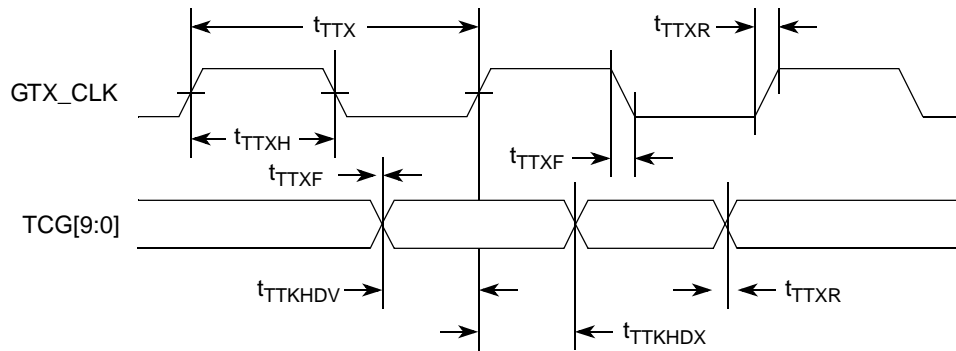 tTTX
tTTXR
GTX_CLK
tTTXH
tTTXF
tTTXF
TCG[9:0]
tTTKHDV
tTTXR
tTTKHDX